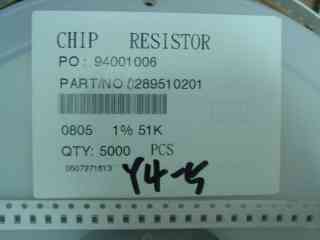 CHIP RESISTOR
PO: 94001006
PART/NO 0289510201
0805 1% 51K
QTY: 5000 PCS
0507271613
Y4-5